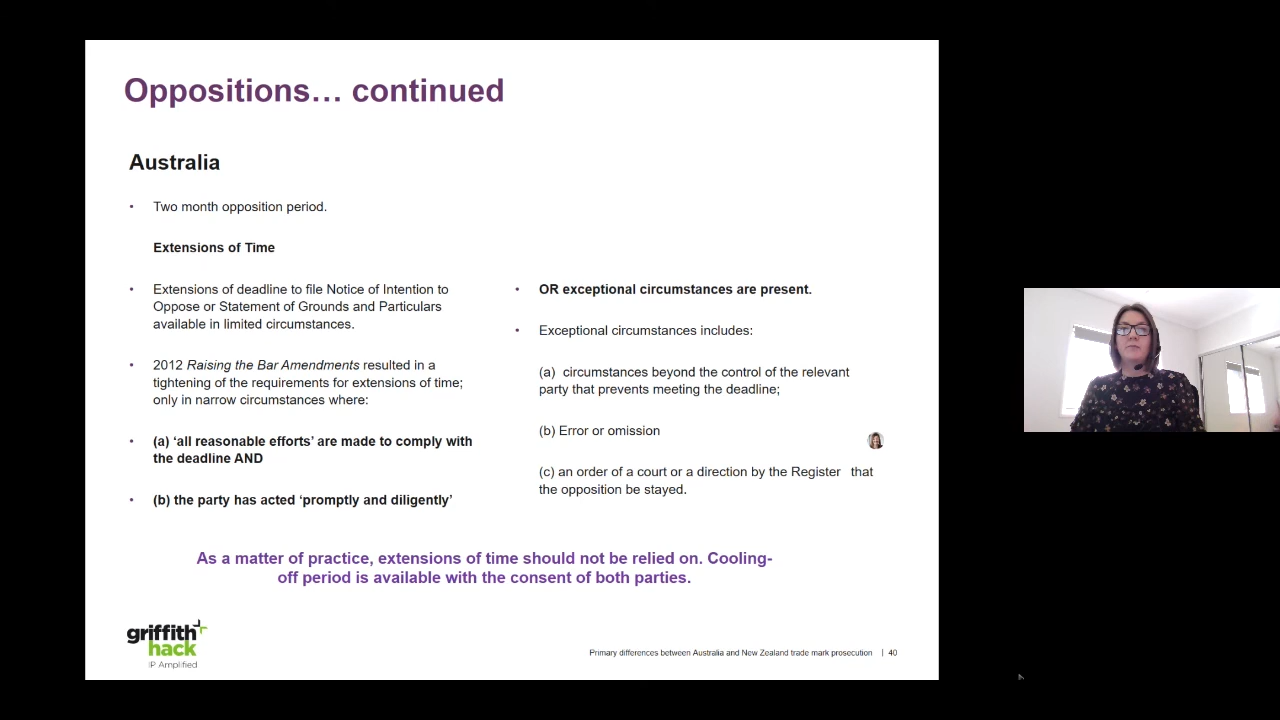 Oppositions… continued
Australia
• Two month opposition period.
Extensions of Time
• Extensions of deadline to file Notice of Intention to
Oppose or Statement of Grounds and Particulars
available in limited circumstances.
• 2012 Raising the Bar Amendments resulted in a
tightening of the requirements for extensions of time;
only in narrow circumstances where:
• (a) ‘all reasonable efforts’ are made to comply with
the deadline AND
• (b) the party has acted ‘promptly and diligently’
• OR exceptional circumstances are present.
• Exceptional circumstances includes:
(a) circumstances beyond the control of the relevant
party that prevents meeting the deadline;
(b) Error or omission
(c) an order of a court or a direction by the Register that
the opposition be stayed.
As a matter of practice, extensions of time should not be relied on. Cooling-
off period is available with the consent of both parties.
griffith
hack
IP Amplified
Primary differences between Australia and New Zealand trade mark prosecution | 40